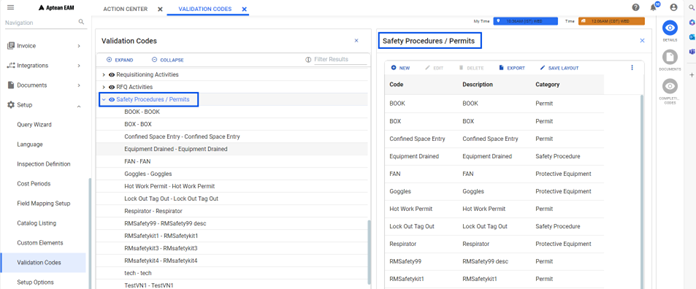 Aptean EAM
ACTION CENTER
VALIDATION CODES
My Time
Time
Navigation
Invoice
Integrations
Documents
Setup
Query Wizard
Language
Inspection Definition
Cost Periods
Field Mapping Setup
Catalog Listing
Custom Elements
Validation Codes
Setup Options
Validation Codes
EXPAND
COLLAPSE
Filter Results
Requisitioning Activities
RFQ Activities
Safety Procedures / Permits
BOOK - BOOK
BOX - BOX
Confined Space Entry - Confined Space Entry
Equipment Drained - Equipment Drained
FAN - FAN
Goggles - Goggles
Hot Work Permit - Hot Work Permit
Lock Out Tag Out - Lock Out Tag Out
Respirator - Respirator
RMSafety99 - RMSafety99 desc
RMSafetykit1 - RMSafetykit1
RMsafetykit3 - RMsafetykit3
RMsafetykit4 - RMsafetykit4
tech - tech
TestVN1 - TestVN1
Safety Procedures / Permits
NEW
EDIT
DELETE
EXPORT
SAVE LAYOUT
Code Description Category
BOOK BOOK Permit
BOX BOX Permit
Confined Space Entry Confined Space Entry Permit
Equipment Drained Equipment Drained Safety Procedure
FAN FAN Protective Equipment
Goggles Goggles Protective Equipment
Hot Work Permit Hot Work Permit Permit
Lock Out Tag Out Lock Out Tag Out Safety Procedure
Respirator Respirator Protective Equipment
RMSafety99 RMSafety99 desc Permit
RMSafetykit1 RMSafetykit1 Permit
DETAILS
DOCUMENTS
CODES